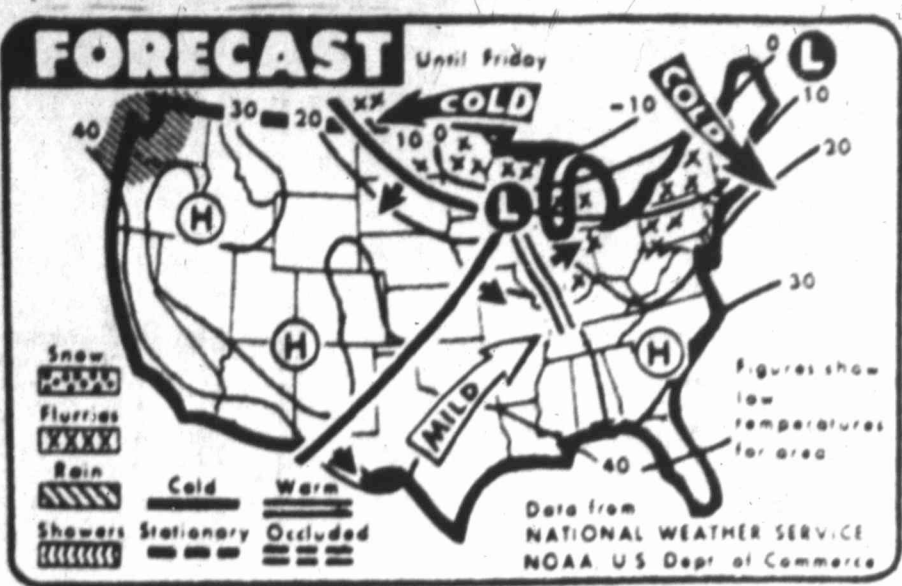 FORECAST
Until Friday
0
L
COLD
COLD
-10
10
40
30
20
10
0
20
L
H
30
H
H
Snow
Flurries
Rain
Showers
MILD
Figures show
low
temperatures
for area
40
Cold
Warm
Stationary
Occluded
Data from
NATIONAL WEATHER SERVICE
NOAA, U.S. Dept. of Commerce